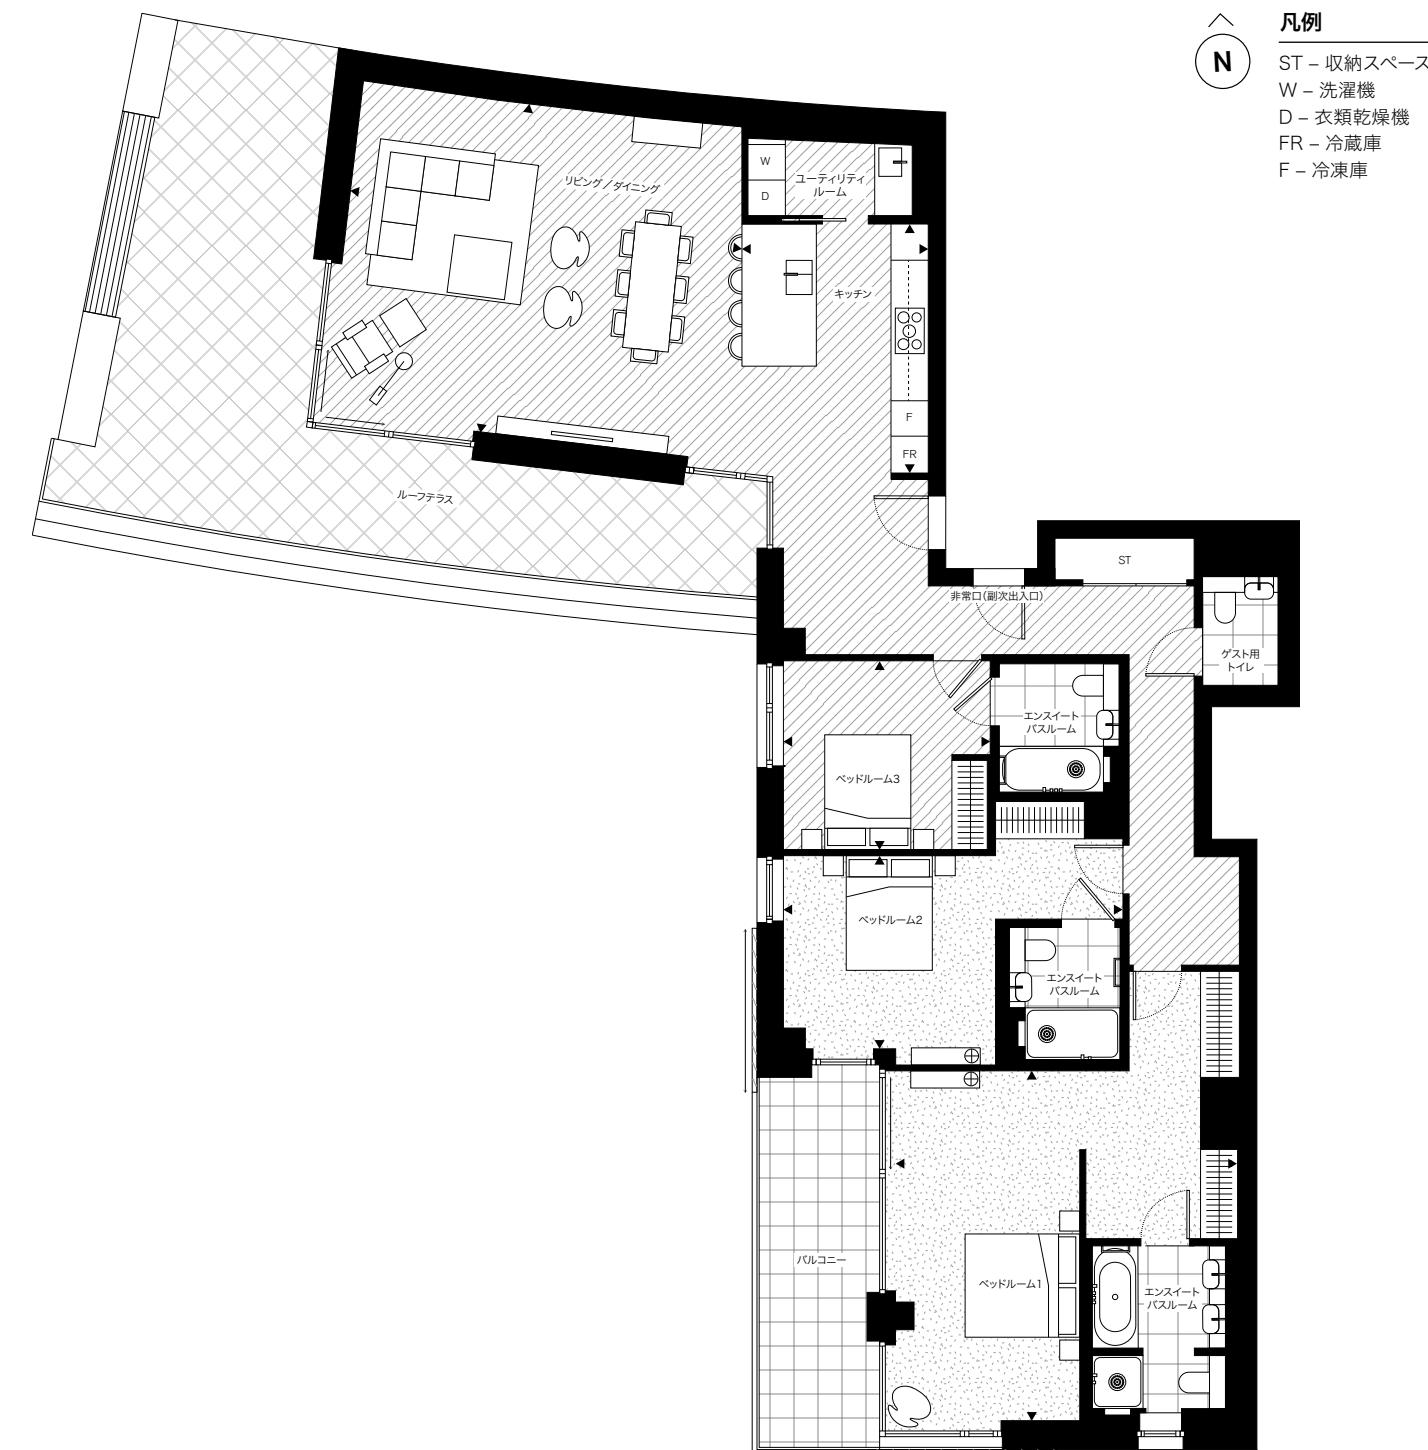 N
凡例
ST – 収納スペース
W – 洗濯機
D – 衣類乾燥機
FR – 冷蔵庫
F – 冷凍庫
リビング／ダイニング
W
D
ユーティリティ
ルーム
キッチン
F
FR
ルーフテラス
ST
非常口(副次出入口)
ゲスト用
トイレ
エンスイート
バスルーム
ベッドルーム3
ベッドルーム2
エンスイート
バスルーム
バルコニー
ベッドルーム1
エンスイート
バスルーム